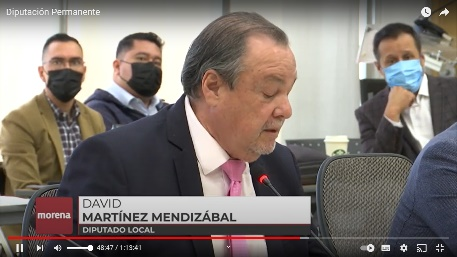 Diputación Permanente
morena
DAVID
MARTÍNEZ MENDIZÁBAL
DIPUTADO LOCAL
48:47 / 1:13:41